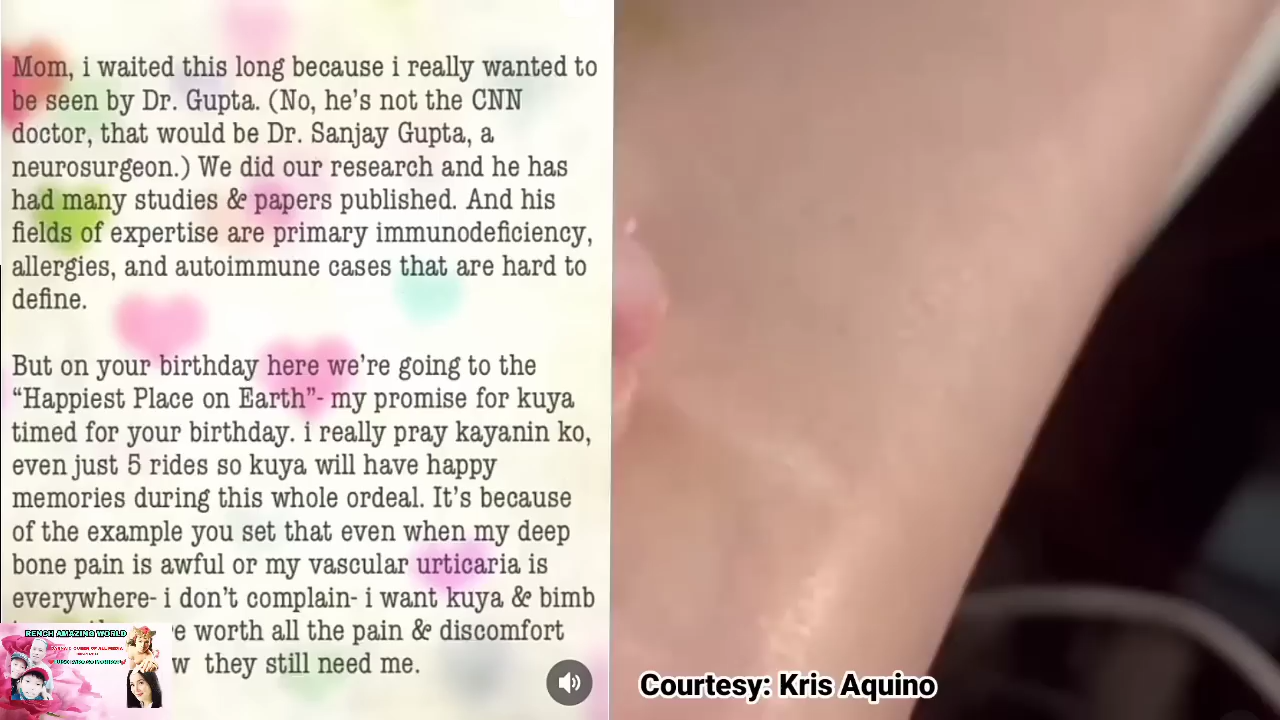 Mom, i waited this long because i really wanted to
be seen by Dr. Gupta. (No, he's not the CNN
doctor, that would be Dr. Sanjay Gupta, a
neurosurgeon.) We did our research and he has
had many studies & papers published. And his
fields of expertise are primary immunodeficiency,
allergies, and autoimmune cases that are hard to
define.
But on your birthday here we're going to the
“Happiest Place on Earth”- my promise for kuya
timed for your birthday. i really pray kayanin ko,
even just 5 rides so kuya will have happy
memories during this whole ordeal. It's because
of the example you set that even when my deep
bone pain is awful or my vascular urticaria is
everywhere- i don't complain- i want kuya & bimb
worth all the pain & discomfort
they still need me.
RENCH AMAZING WORLD
Courtesy: Kris Aquino